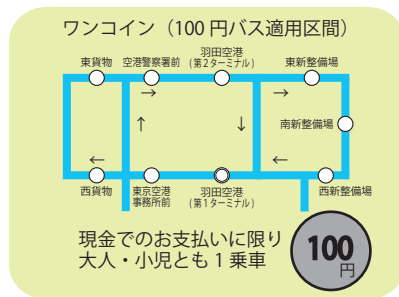 ワンコイン（100円バス適用区間）
東貨物
空港警察署前
羽田空港
（第2ターミナル）
東新整備場
→
→
↑
↓
南新整備場
←
←
西貨物
東京空港
事務所前
羽田空港
（第1ターミナル）
西新整備場
現金でのお支払いに限り
大人・小児とも1乗車
100
円